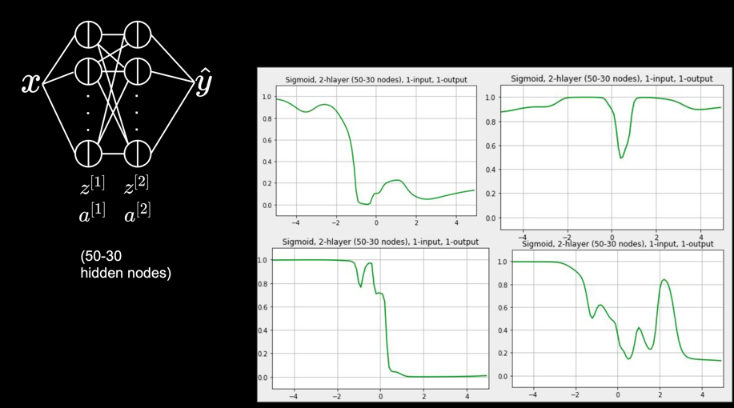 x
ŷ
z[1] z[2]
a[1] a[2]
(50-30
hidden nodes)
Sigmoid, 2-hlayer (50-30 nodes), 1-input, 1-output
1.0
0.8
0.6
0.4
0.2
0.0
−4 −2 0 2 4
Sigmoid, 2-hlayer (50-30 nodes), 1-input, 1-output
1.0
0.8
0.6
0.4
0.2
0.0
−4 −2 0 2 4
Sigmoid, 2-hlayer (50-30 nodes), 1-input, 1-output
1.0
0.8
0.6
0.4
0.2
0.0
−4 −2 0 2 4
Sigmoid, 2-hlayer (50-30 nodes), 1-input, 1-output
1.0
0.8
0.6
0.4
0.2
0.0
−4 −2 0 2 4